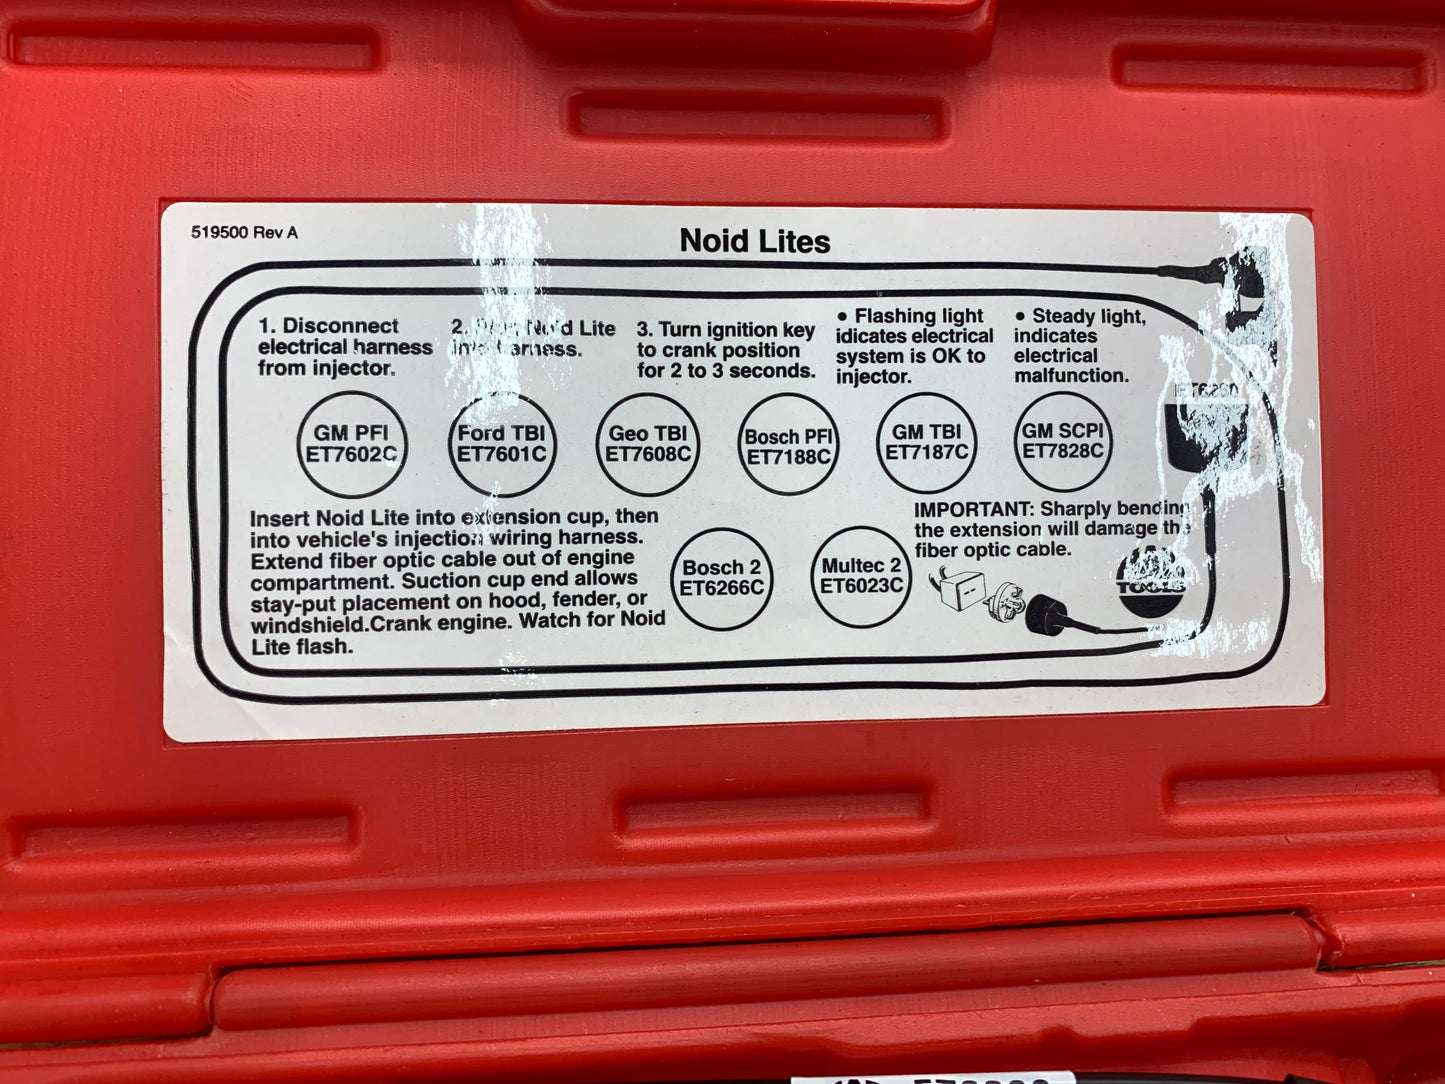 519500 Rev A
Noid Lites
1. Disconnect
electrical harness
from injector.
2. Noid Lite
harness.
3. Turn ignition key
to crank position
for 2 to 3 seconds.
• Flashing light
idicates electrical
system is OK to
injector.
• Steady light,
indicates
electrical
malfunction.
GM PFI
ET7602C
Ford TBI
ET7601C
Geo TBI
ET7608C
Bosch PFI
ET7188C
GM TBI
ET7187C
GM SCPI
ET7828C
Insert Noid Lite into extension cup, then
into vehicle's injection wiring harness.
Extend fiber optic cable out of engine
compartment. Suction cup end allows
stay-put placement on hood, fender, or
windshield.Crank engine. Watch for Noid
Lite flash.
Bosch 2
ET6266C
Multec 2
ET6023C
IMPORTANT: Sharply bending
the extension will damage the
fiber optic cable.
TOOLS